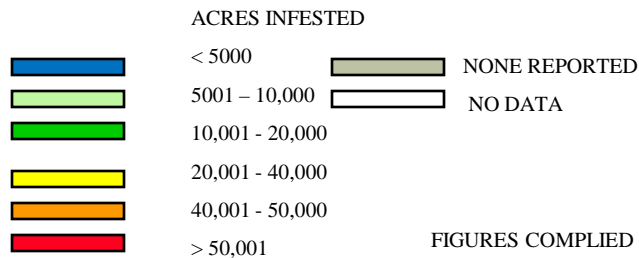 ACRES INFESTED
< 5000
NONE REPORTED
5001 – 10,000
NO DATA
10,001 - 20,000
20,001 - 40,000
40,001 - 50,000
> 50,001
FIGURES COMPLIED